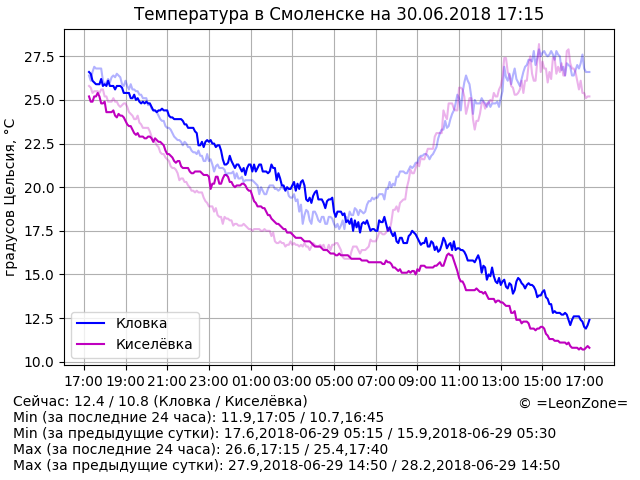 Температура в Смоленске на 30.06.2018 17:15
градусов Цельсия, °C
27.5
25.0
22.5
20.0
17.5
15.0
12.5
10.0
Кловка
Киселёвка
17:00 19:00 21:00 23:00 01:00 03:00 05:00 07:00 09:00 11:00 13:00 15:00 17:00
Сейчас: 12.4 / 10.8 (Кловка / Киселёвка)
© =LeonZone=
Min (за последние 24 часа): 11.9,17:05 / 10.7,16:45
Min (за предыдущие сутки): 17.6,2018-06-29 05:15 / 15.9,2018-06-29 05:30
Max (за последние 24 часа): 26.6,17:15 / 25.4,17:40
Max (за предыдущие сутки): 27.9,2018-06-29 14:50 / 28.2,2018-06-29 14:50